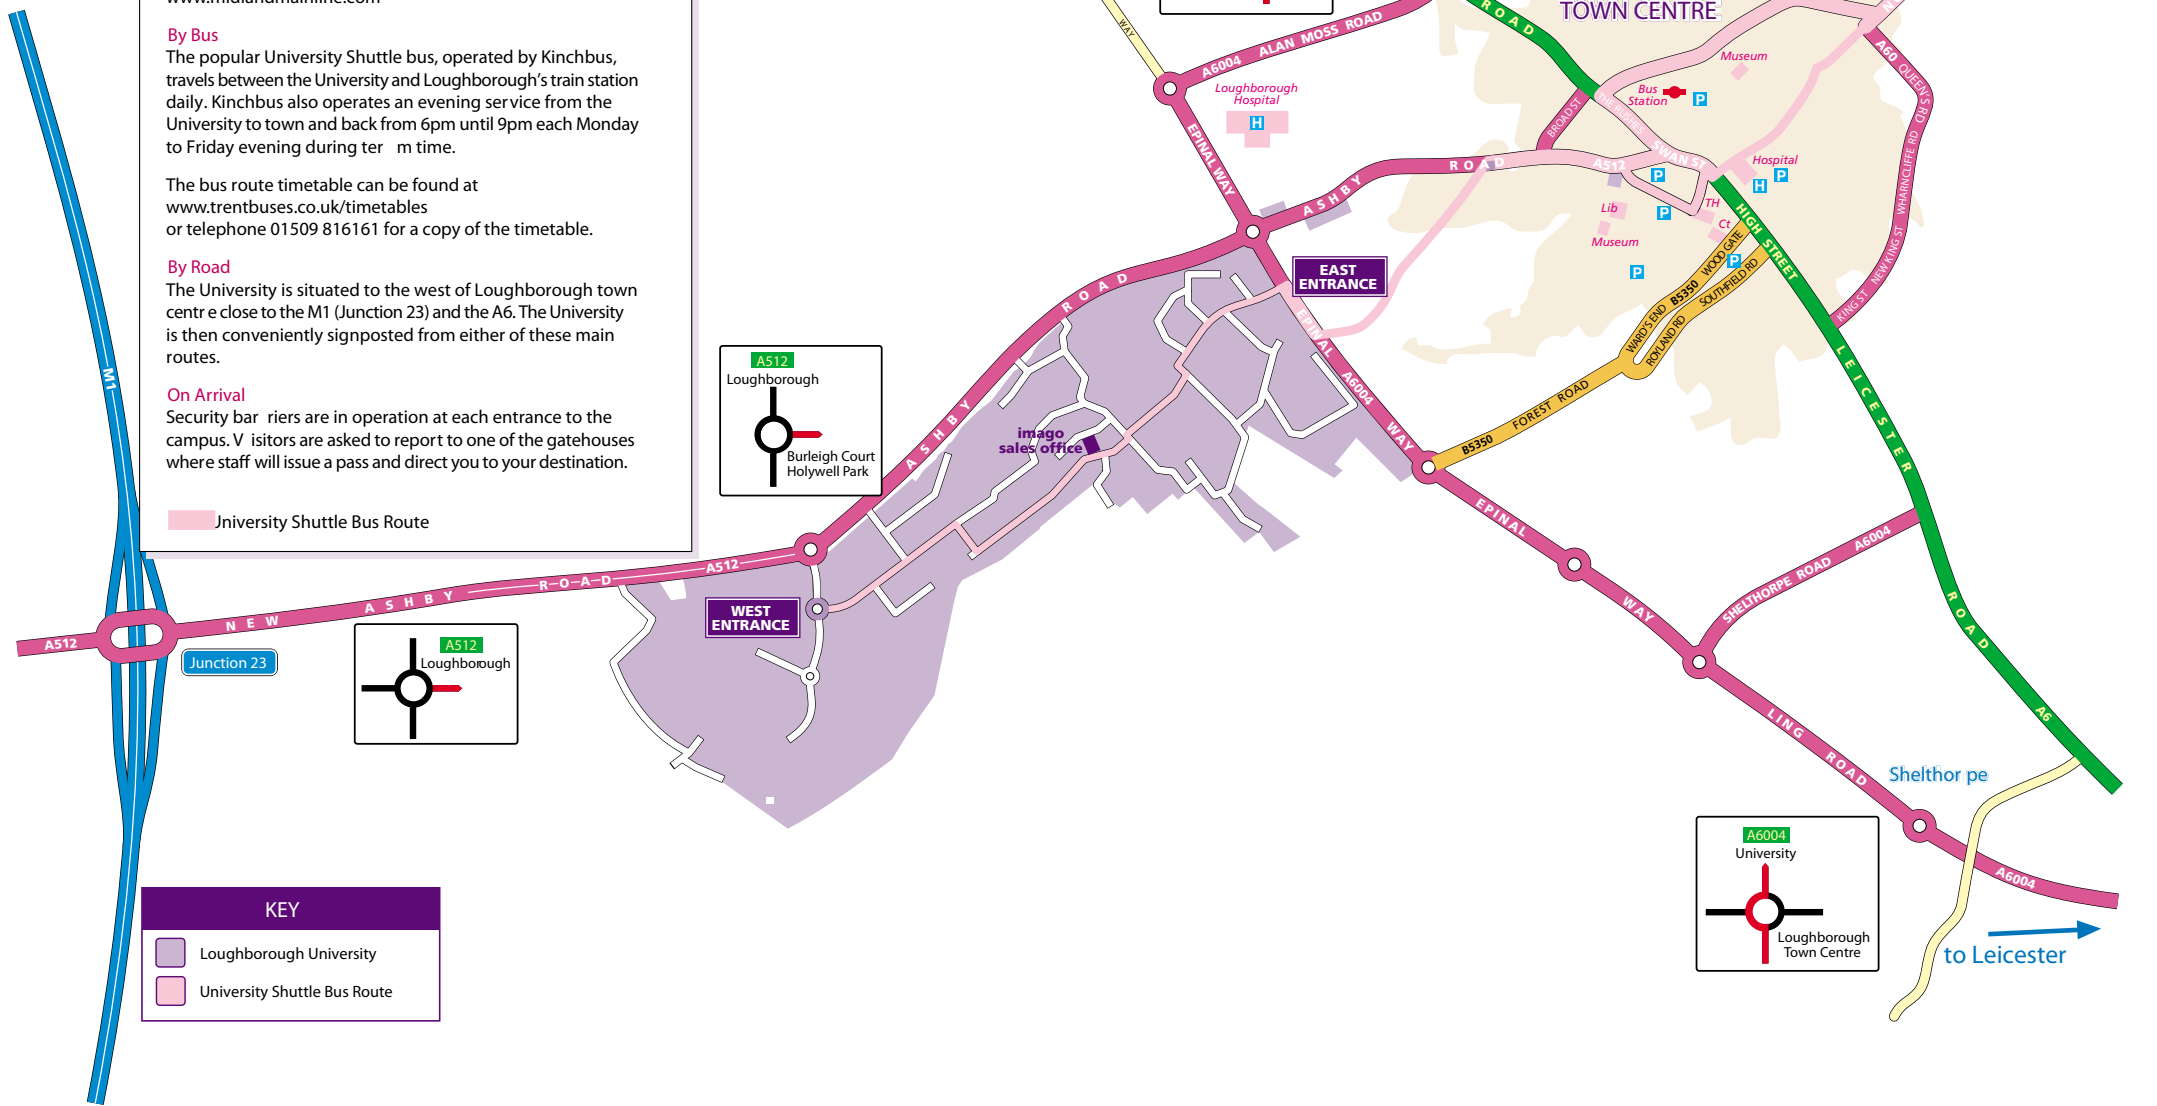 www.midlandmainline.com
By Bus
The popular University Shuttle bus, operated by Kinchbus,
travels between the University and Loughborough's train station
daily. Kinchbus also operates an evening service from the
University to town and back from 6pm until 9pm each Monday
to Friday evening during ter m time.
The bus route timetable can be found at
www.trentbuses.co.uk/timetables
or telephone 01509 816161 for a copy of the timetable.
By Road
The University is situated to the west of Loughborough town
centr e close to the M1 (Junction 23) and the A6. The University
is then conveniently signposted from either of these main
routes.
On Arrival
Security bar riers are in operation at each entrance to the
campus. V isitors are asked to report to one of the gatehouses
where staff will issue a pass and direct you to your destination.
University Shuttle Bus Route
M1
A512
NEW ASHBY ROAD A512
Junction 23
A512
Loughborough
A512
Loughborough
Burleigh Court
Holywell Park
WEST
ENTRANCE
imago
sales office
ASHBY ROAD
EAST
ENTRANCE
WAY
A6004 ALAN MOSS ROAD
Loughborough
Hospital
H
EPINAL WAY
ASHBY ROAD
A512
ROAD
TOWN CENTRE
Museum
Bus
Station
P
THE RUSHES
BROAD ST
SWAN ST
P
P
Hospital
H
P
Lib
TH
Ct
Museum
P
P
A60 QUEEN'S RD
WHARNCLIFFE RD
NEW KING ST
KING ST
HIGH STREET
WOOD GATE
B5350
WARD'S END
SOUTHFIELD RD
ROYLAND RD
B5350 FOREST ROAD
EPINAL A6004 WAY
LEICESTER ROAD A6
EPINAL WAY
SHELTHORPE ROAD A6004
LING ROAD
Shelthor pe
A6004
to Leicester
A6004
University
Loughborough
Town Centre
KEY
Loughborough University
University Shuttle Bus Route